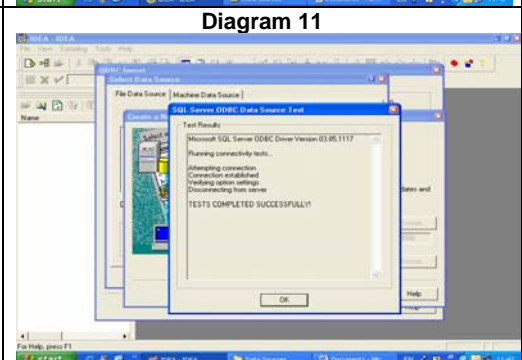 Diagram 11
IDEA - IDEA
File View Sampling Tools Help
ODBC Import
Select Data Source
File Data Source Machine Data Source
SQL Server ODBC Data Source Test
Name
Create a N
Test Results
Microsoft SQL Server ODBC Driver Version 03.85.1117
Running connectivity tests...
Attempting connection
Connection established
Verifying option settings
Disconnecting from server
TESTS COMPLETED SUCCESSFULLY!
dates and
OK
Help
For Help, press F1
start